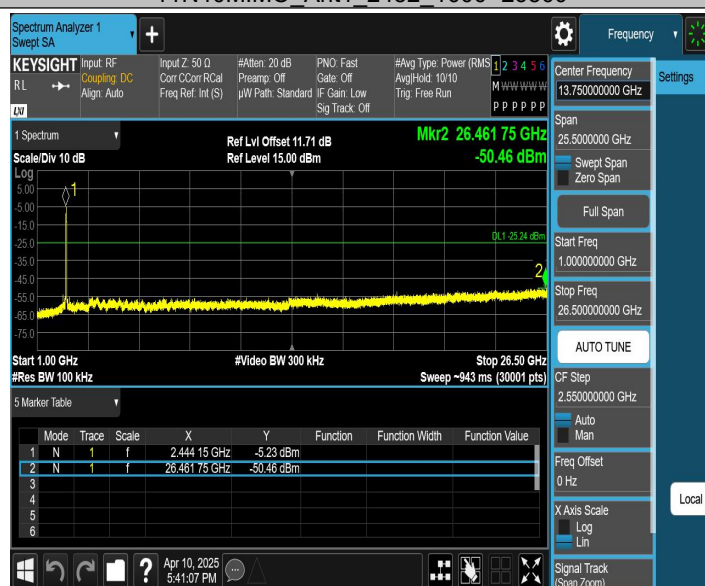 Spectrum Analyzer 1
Swept SA
Frequency
KEYSIGHT
RL
LXI
Input: RF
Coupling: DC
Align: Auto
Input Z: 50 Ω
Corr CCorr RCal
Freq Ref: Int (S)
#Atten: 20 dB
Preamp: Off
µW Path: Standard
PNO: Fast
Gate: Off
IF Gain: Low
Sig Track: Off
#Avg Type: Power (RMS
Avg|Hold: 10/10
Trig: Free Run
1 2 3 4 5 6
M W W W W W
P P P P P P
1 Spectrum
Scale/Div 10 dB
Ref Lvl Offset 11.71 dB
Ref Level 15.00 dBm
Mkr2 26.461 75 GHz
-50.46 dBm
Log
5.00
-5.00
-15.0
-25.0
-35.0
-45.0
-55.0
-65.0
-75.0
1
DL1 -25.24 dBm
2
Start 1.00 GHz
#Video BW 300 kHz
Stop 26.50 GHz
#Res BW 100 kHz
Sweep ~943 ms (30001 pts)
5 Marker Table
Mode Trace Scale X Y Function Function Width Function Value
1 N 1 f 2.444 15 GHz -5.23 dBm
2 N 1 f 26.461 75 GHz -50.46 dBm
3
4
5
6
Apr 10, 2025
5:41:07 PM
Center Frequency
13.750000000 GHz
Settings
Span
25.5000000 GHz
Swept Span
Zero Span
Full Span
Start Freq
1.000000000 GHz
Stop Freq
26.500000000 GHz
AUTO TUNE
CF Step
2.550000000 GHz
Auto
Man
Freq Offset
0 Hz
Local
X Axis Scale
Log
Lin
Signal Track
(Span Zoom)